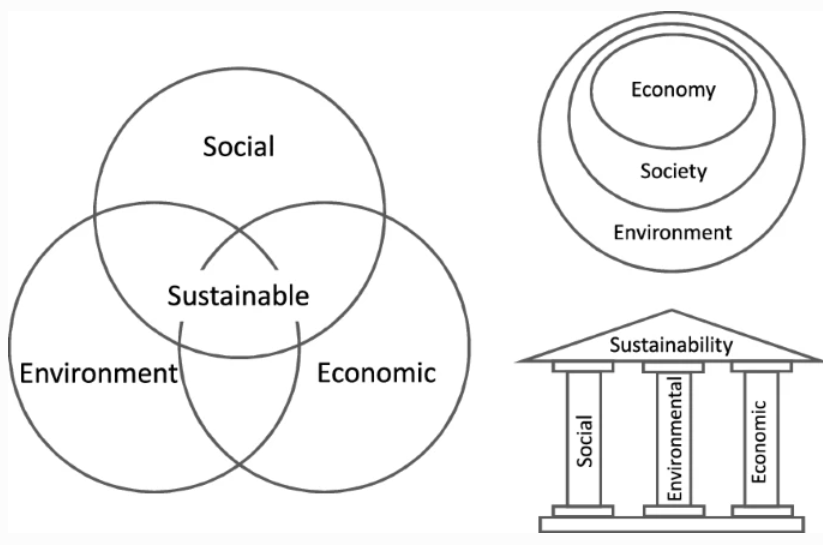 Social
Sustainable
Environment
Economic
Economy
Society
Environment
Sustainability
Social
Environmental
Economic